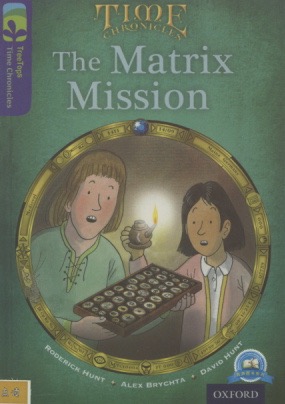 TreeTops
Time Chronicles
TIME
CHRONICLES
The Matrix
Mission
RODERICK HUNT • ALEX BRYCHTA • DAVID HUNT
OXFORD